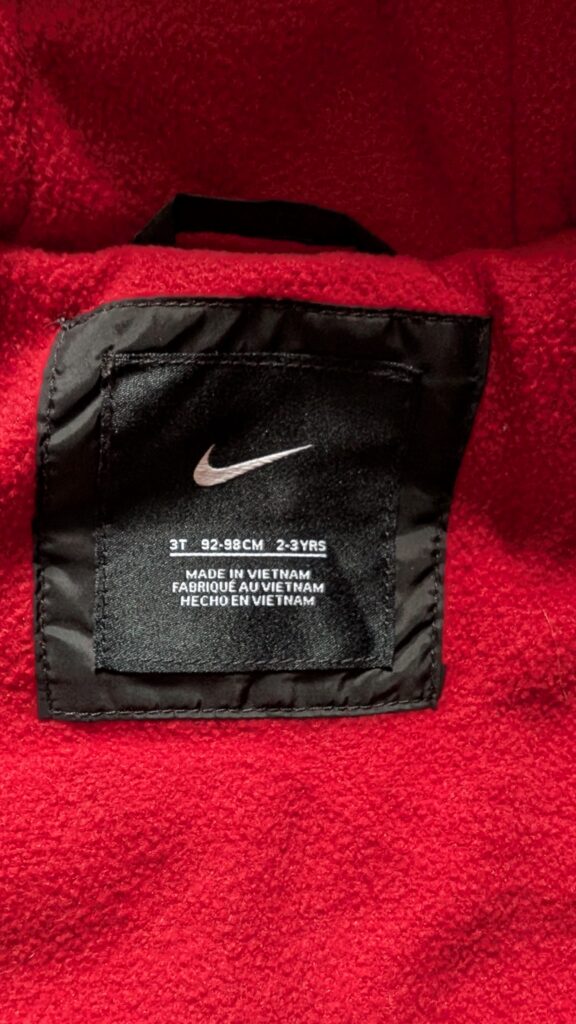 3T 92-98CM 2-3YRS
MADE IN VIETNAM
FABRIQUÉ AU VIETNAM
HECHO EN VIETNAM